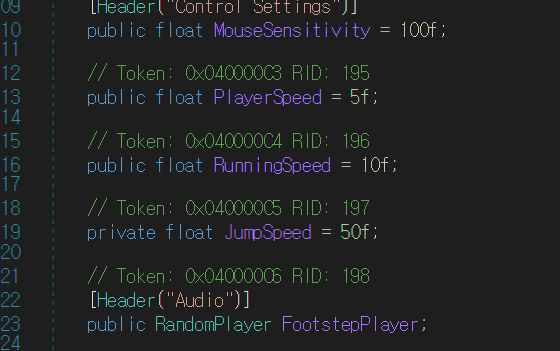 09 [Header("Control Settings")]
10 public float MouseSensitivity = 100f;
11
12 // Token: 0x040000C3 RID: 195
13 public float PlayerSpeed = 5f;
14
15 // Token: 0x040000C4 RID: 196
16 public float RunningSpeed = 10f;
17
18 // Token: 0x040000C5 RID: 197
19 private float JumpSpeed = 50f;
20
21 // Token: 0x040000C6 RID: 198
22 [Header("Audio")]
23 public RandomPlayer FootstepPlayer;
24